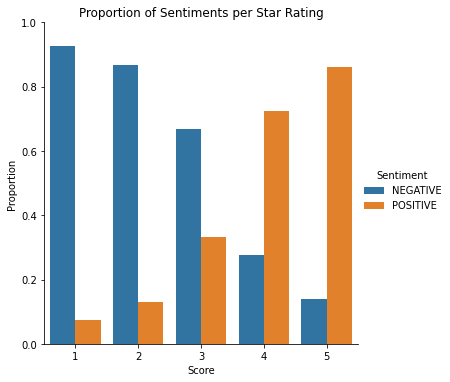 Proportion of Sentiments per Star Rating
1.0
0.8
0.6
0.4
0.2
0.0
Proportion
1 2 3 4 5
Score
Sentiment
NEGATIVE
POSITIVE